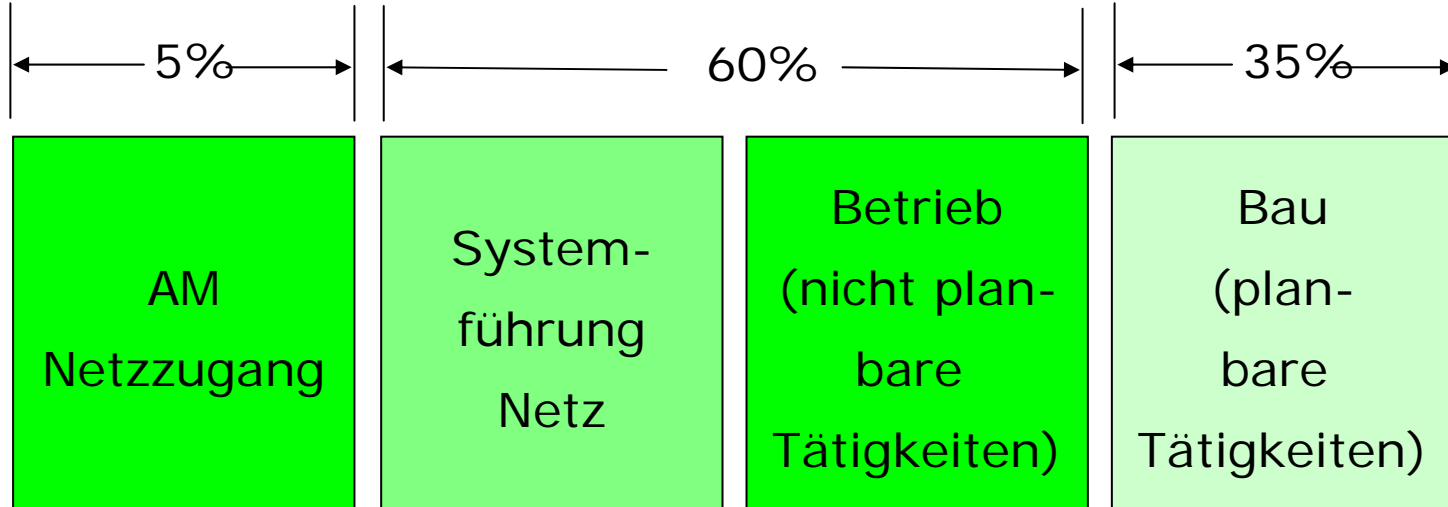 5%
60%
35%
AM
Netzzugang
System-
führung
Netz
Betrieb
(nicht plan-
bare
Tätigkeiten)
Bau
(plan-
bare
Tätigkeiten)